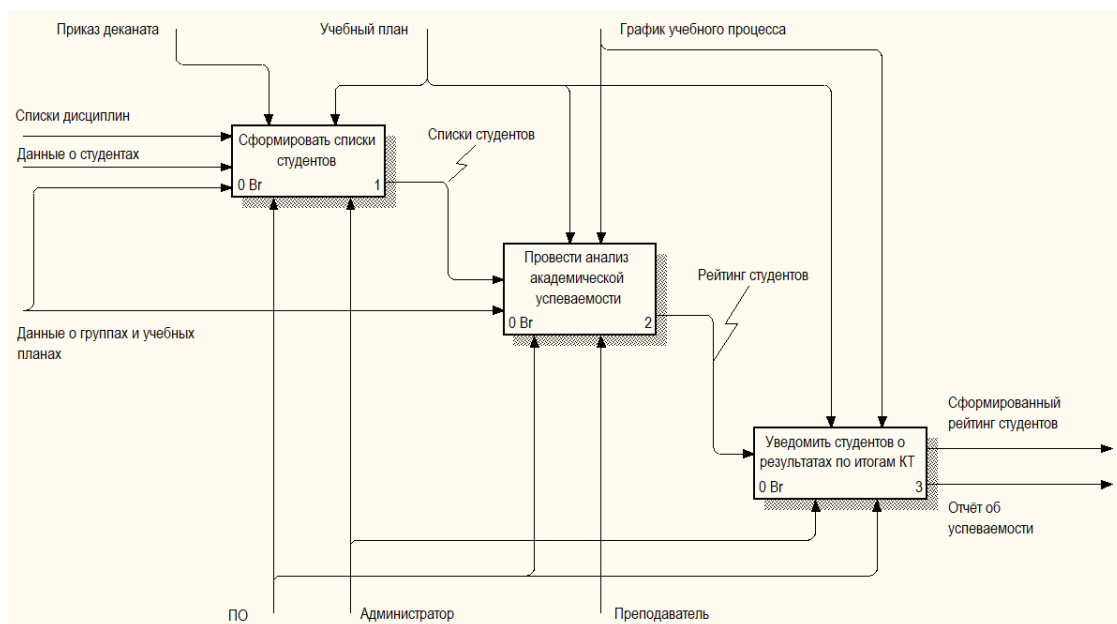 Приказ деканата
Учебный план
График учебного процесса
Списки дисциплин
Данные о студентах
Сформировать списки
студентов
0 Br
1
Списки студентов
Провести анализ
академической
успеваемости
0 Br
2
Рейтинг студентов
Данные о группах и учебных
планах
Сформированный
рейтинг студентов
Уведомить студентов о
результатах по итогам КТ
0 Br
3
Отчёт об
успеваемости
ПО
Администратор
Преподаватель